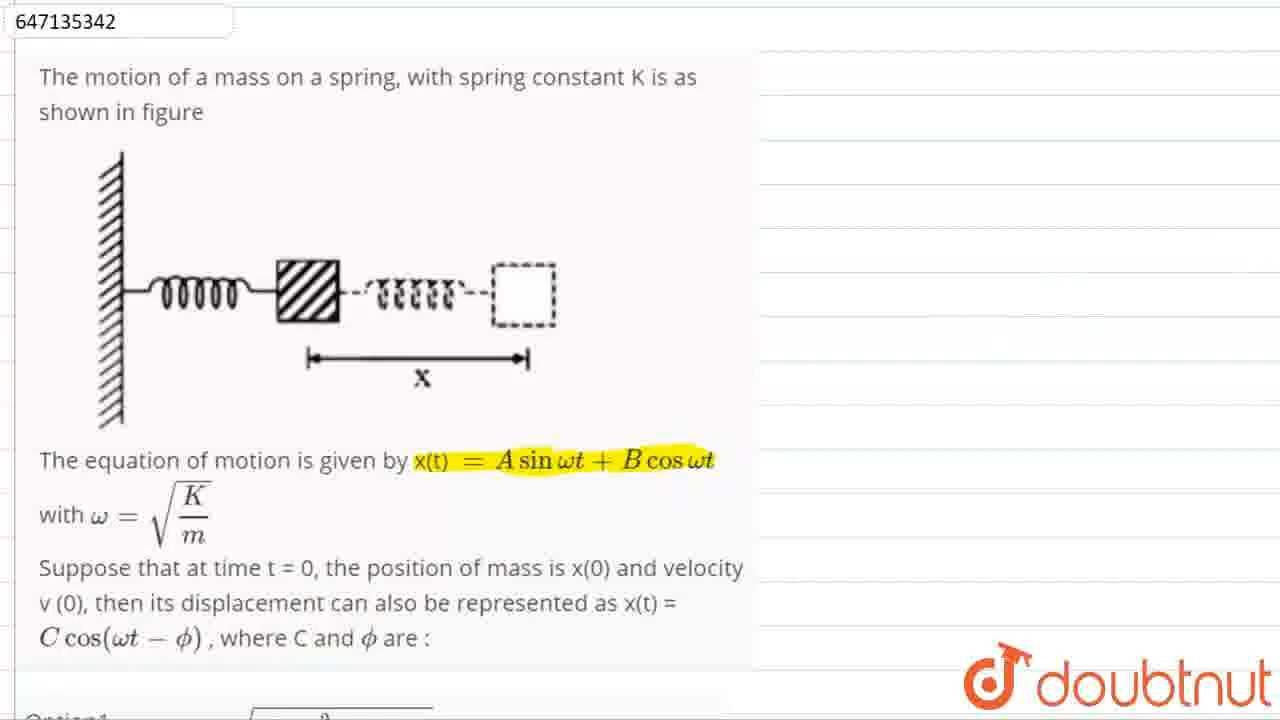 647135342
The motion of a mass on a spring, with spring constant K is as
shown in figure
x
The equation of motion is given by x(t) = A sin ωt + B cos ωt
with ω = √(K/m)
Suppose that at time t = 0, the position of mass is x(0) and velocity
v (0), then its displacement can also be represented as x(t) =
C cos(ωt − ϕ) , where C and ϕ are :
doubtnut